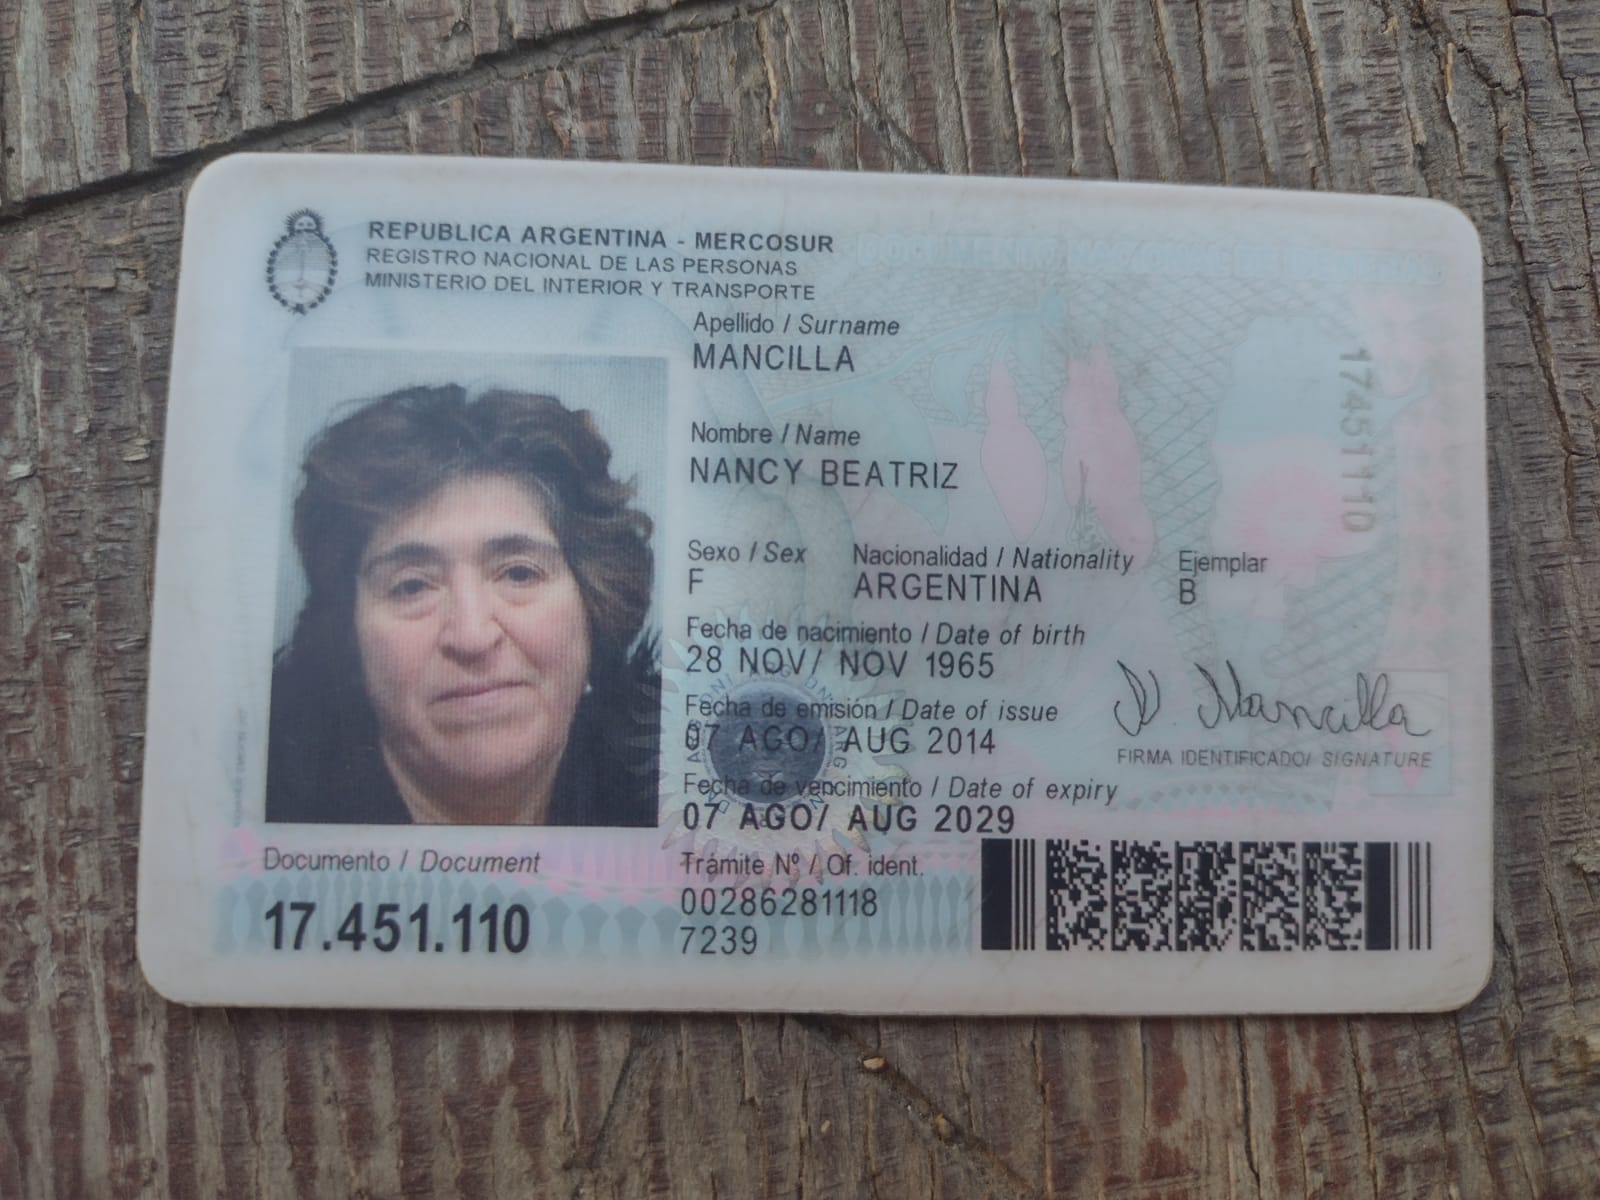 REPUBLICA ARGENTINA - MERCOSUR
REGISTRO NACIONAL DE LAS PERSONAS
MINISTERIO DEL INTERIOR Y TRANSPORTE
DOCUMENTO NACIONAL DE IDENTIDAD
Apellido / Surname
MANCILLA
Nombre / Name
NANCY BEATRIZ
17451110
Sexo / Sex Nacionalidad / Nationality Ejemplar
F ARGENTINA B
Fecha de nacimiento / Date of birth
28 NOV/ NOV 1965
Fecha de emisión / Date of issue
07 AGO/ AUG 2014
N Mancilla
FIRMA IDENTIFICADO/ SIGNATURE
Fecha de vencimiento / Date of expiry
07 AGO/ AUG 2029
Documento / Document
17.451.110
Trámite Nº / Of. ident.
00286281118
7239